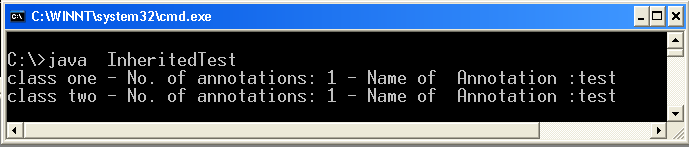 C:\WINNT\system32\cmd.exe
C:\>java  InheritedTest
class one - No. of annotations: 1 - Name of  Annotation :test
class two - No. of annotations: 1 - Name of  Annotation :test